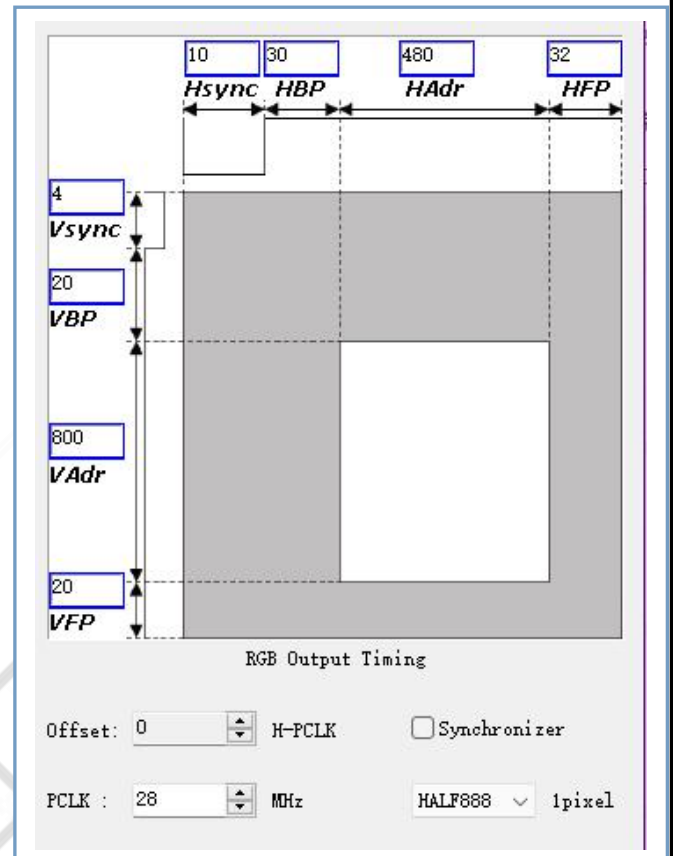 10 30 480 32
Hsync HBP HAdr HFP
4
Vsync
20
VBP
800
VAdr
20
VFP
RGB Output Timing
Offset: 0 H-PCLK Synchronizer
PCLK : 28 MHz HALF888 1pixel